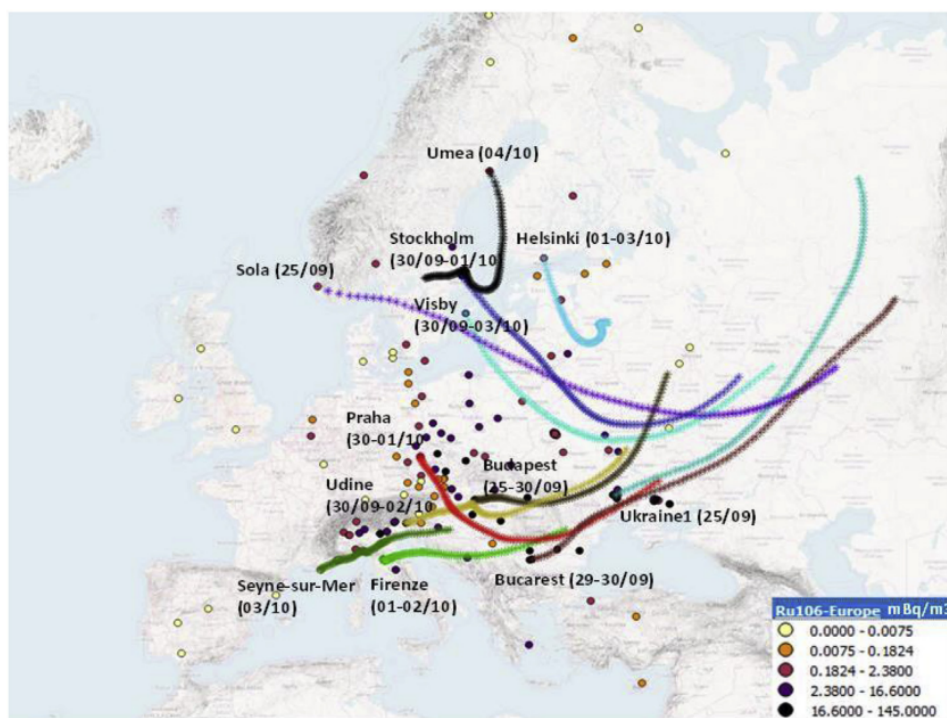 Umea (04/10)
Stockholm
(30/09-01/10)
Helsinki (01-03/10)
Sola (25/09)
Visby
(30/09-03/10)
Praha
(30-01/10)
Budapest
(25-30/09)
Udine
(30/09-02/10)
Ukraine1 (25/09)
Seyne-sur-Mer
(03/10)
Firenze
(01-02/10)
Bucarest (29-30/09)
Ru106-Europe mBq/m3
0.0000 - 0.0075
0.0075 - 0.1824
0.1824 - 2.3800
2.3800 - 16.6000
16.6000 - 145.0000